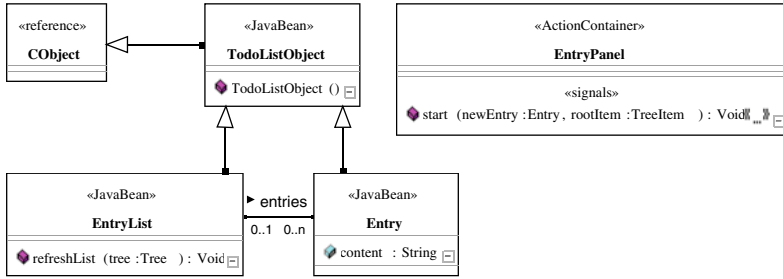 «reference»
CObject
«JavaBean»
TodoListObject
TodoListObject ()
«ActionContainer»
EntryPanel
«signals»
start (newEntry :Entry, rootItem :TreeItem ) : Void
«JavaBean»
EntryList
refreshList (tree :Tree ) : Void
entries
0..1 0..n
«JavaBean»
Entry
content : String